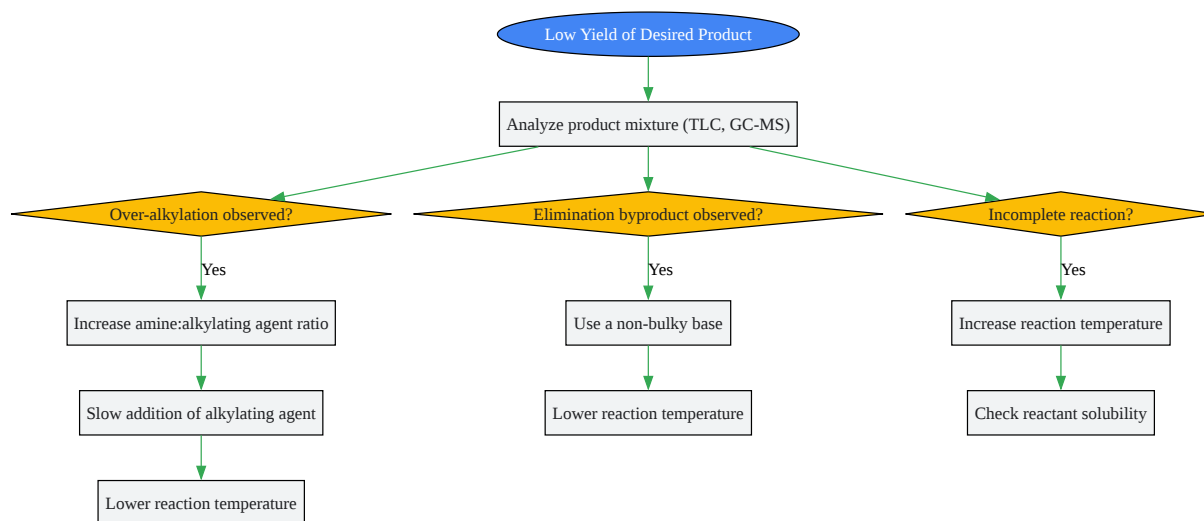 Low Yield of Desired Product
Analyze product mixture (TLC, GC-MS)
Over-alkylation observed?
Elimination byproduct observed?
Incomplete reaction?
Yes
Yes
Yes
Increase amine:alkylating agent ratio
Use a non-bulky base
Increase reaction temperature
Slow addition of alkylating agent
Lower reaction temperature
Check reactant solubility
Lower reaction temperature